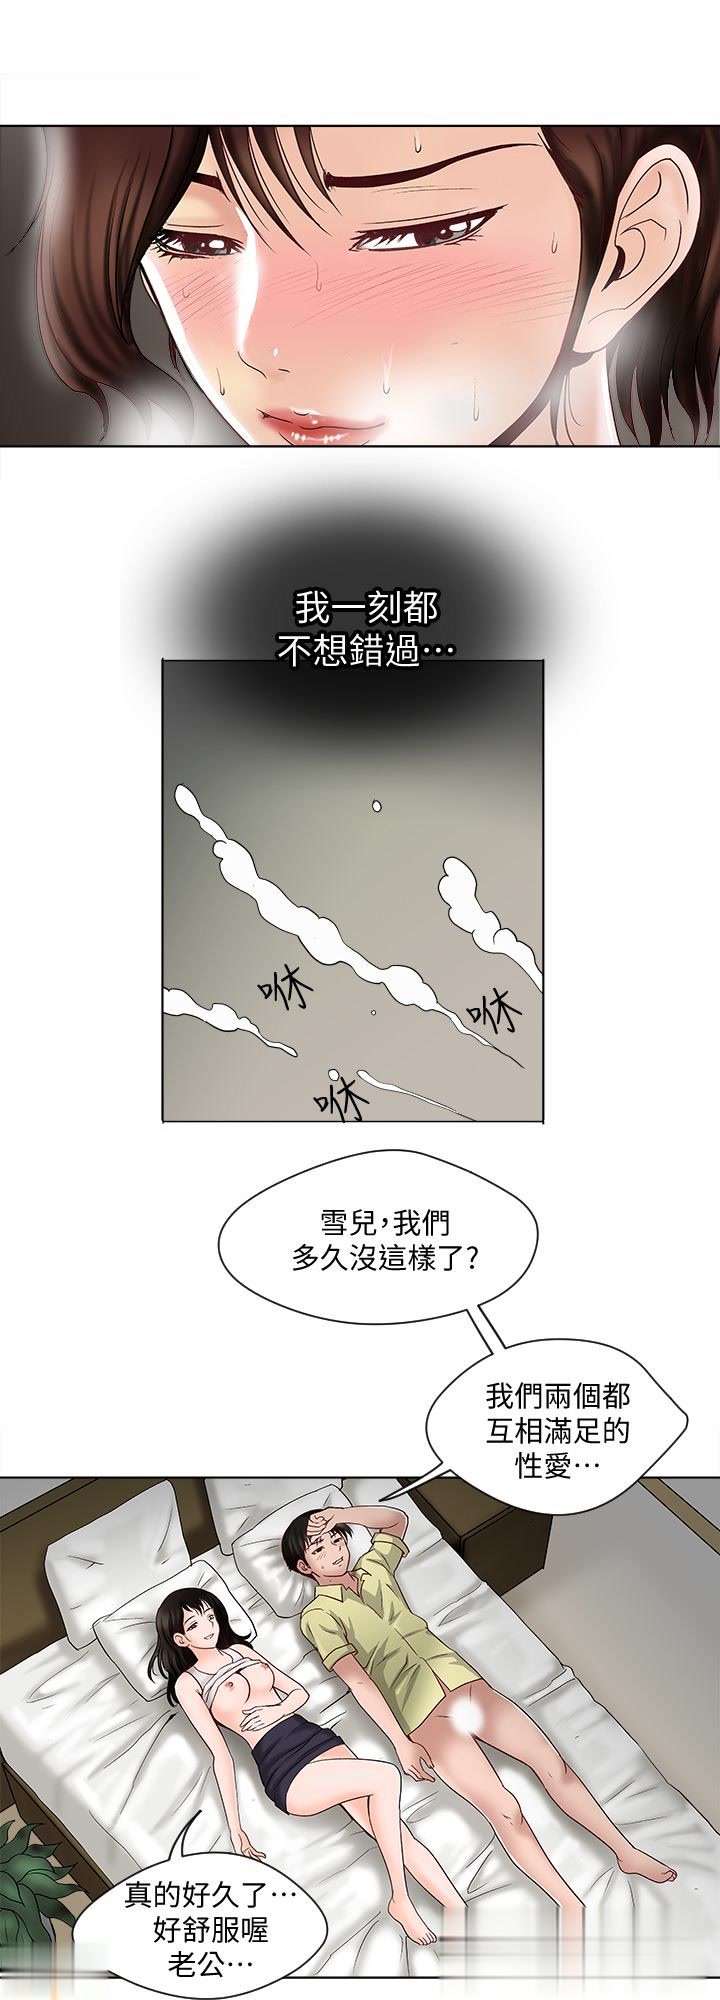 我一刻都
不想錯過…
咻
咻
咻
雪兒,我們
多久沒這樣了?
我們兩個都
互相滿足的
性愛…
真的好久了…
好舒服喔
老公…